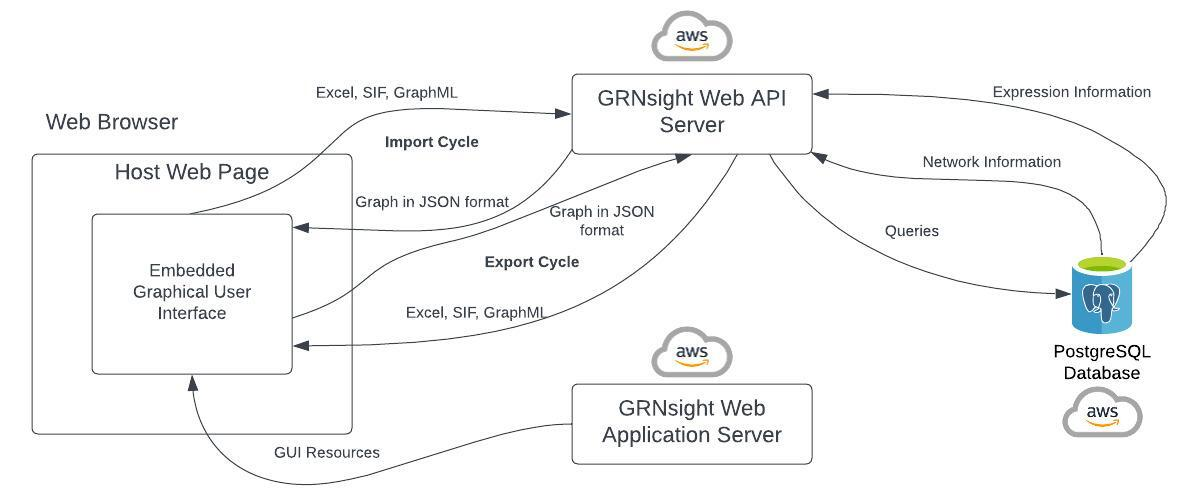 aws
Excel, SIF, GraphML
GRNsight Web API
Server
Expression Information
Web Browser
Import Cycle
Host Web Page
Network Information
Graph in JSON format
Graph in JSON
format
Queries
Embedded
Graphical User
Interface
Export Cycle
Excel, SIF, GraphML
aws
PostgreSQL
Database
aws
GRNsight Web
Application Server
GUI Resources